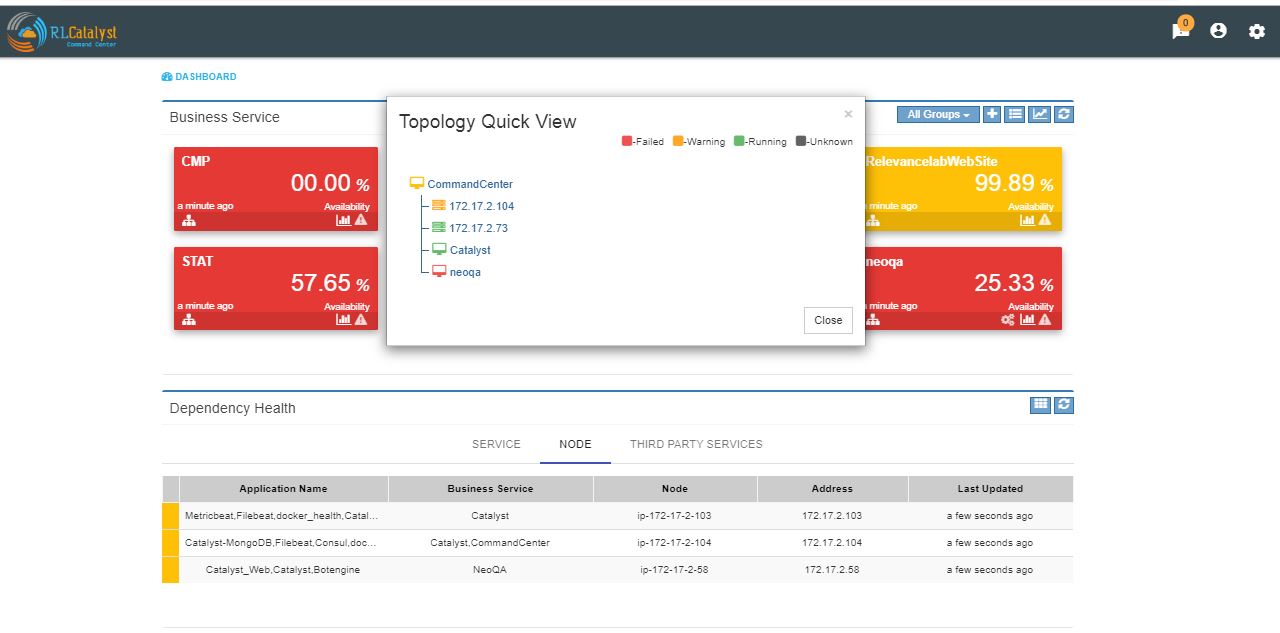 0
RLCatalyst
Command Center
DASHBOARD
Business Service
All Groups
CMP
00.00 %
a minute ago
Availability
STAT
57.65 %
a minute ago
Availability
Topology Quick View
×
-Failed -Warning -Running -Unknown
CommandCenter
172.17.2.104
172.17.2.73
Catalyst
neoqa
Close
RelevancelabWebSite
99.89 %
minute ago
Availability
neoqa
25.33 %
minute ago
Availability
Dependency Health
SERVICE NODE THIRD PARTY SERVICES
Application Name Business Service Node Address Last Updated
Metricbeat,Filebeat,docker_health,Catal... Catalyst ip-172-17-2-103 172.17.2.103 a few seconds ago
Catalyst-MongoDB,Filebeat,Consul,doc... Catalyst,CommandCenter ip-172-17-2-104 172.17.2.104 a few seconds ago
Catalyst_Web,Catalyst,Botengine NeoQA ip-172-17-2-58 172.17.2.58 a few seconds ago